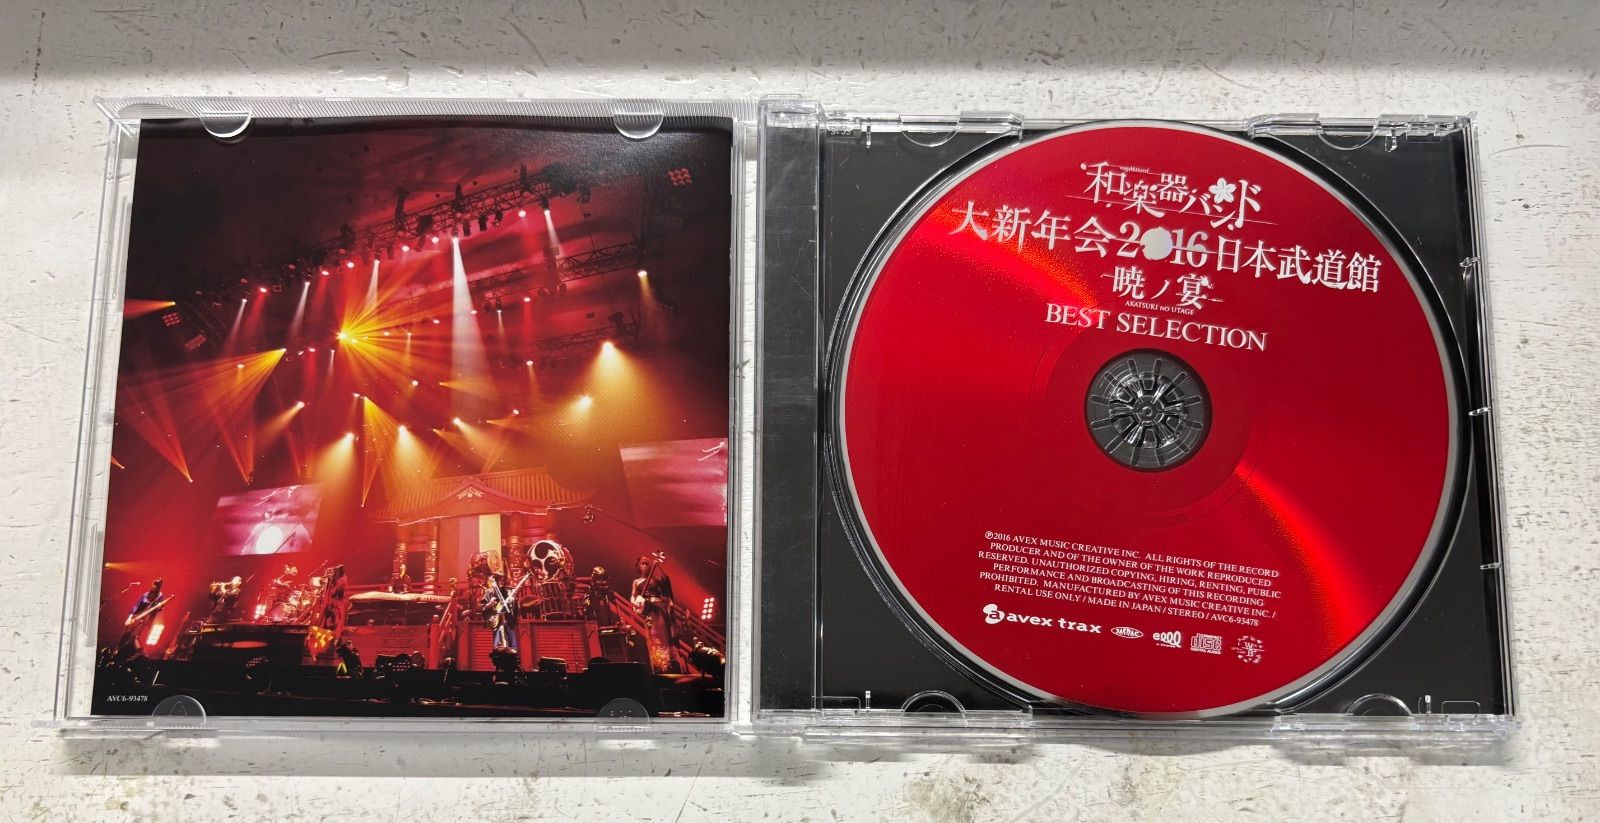 AVC6-93478
和楽器バンド
大新年会2016日本武道館
暁ノ宴
AKATSUKI NO UTAGE
BEST SELECTION
℗2016 AVEX MUSIC CREATIVE INC. ALL RIGHTS OF THE RECORD
PRODUCER AND OF THE OWNER OF THE WORK REPRODUCED
RESERVED. UNAUTHORIZED COPYING, HIRING, RENTING, PUBLIC
PERFORMANCE AND BROADCASTING OF THIS RECORDING
PROHIBITED. MANUFACTURED BY AVEX MUSIC CREATIVE INC. /
RENTAL USE ONLY / MADE IN JAPAN / STEREO / AVC6-93478
a avex trax
COMPACT
disc
DIGITAL AUDIO